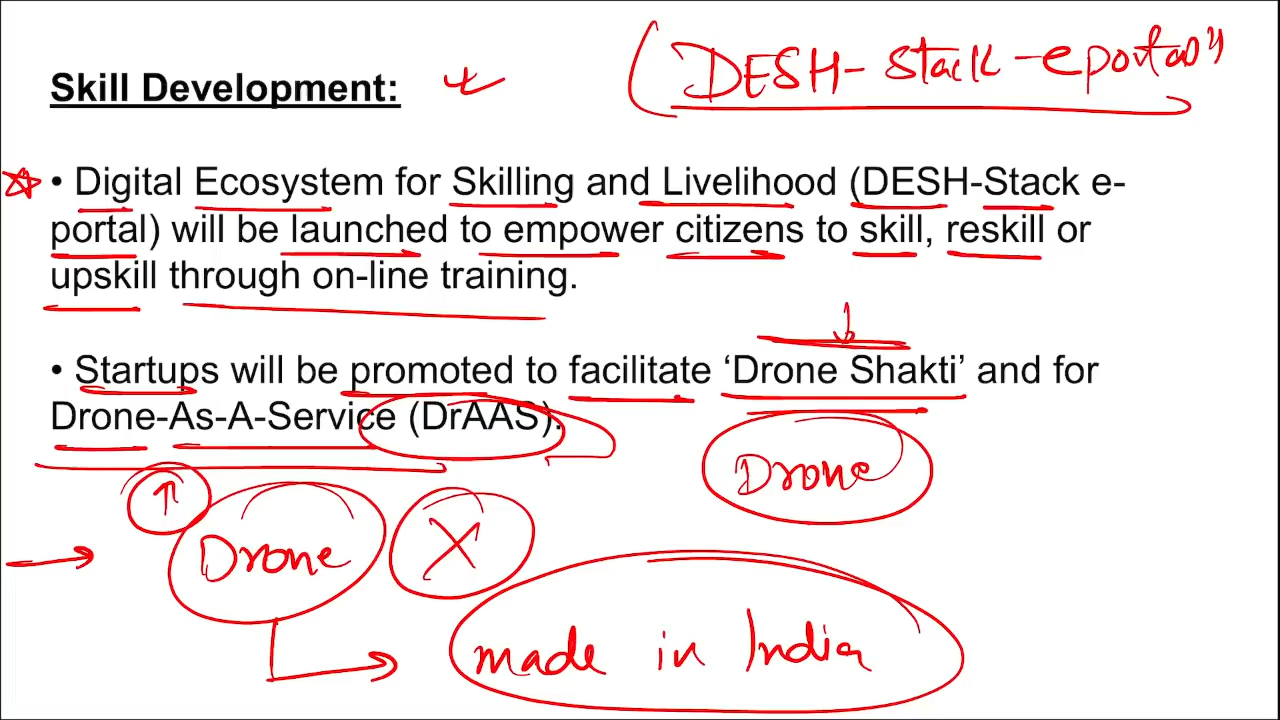 (DESH-Stack-eportal"
Skill Development:
• Digital Ecosystem for Skilling and Livelihood (DESH-Stack e-
portal) will be launched to empower citizens to skill, reskill or
upskill through on-line training.
• Startups will be promoted to facilitate ‘Drone Shakti’ and for
Drone-As-A-Service (DrAAS).
Drone
Drone X
made in India